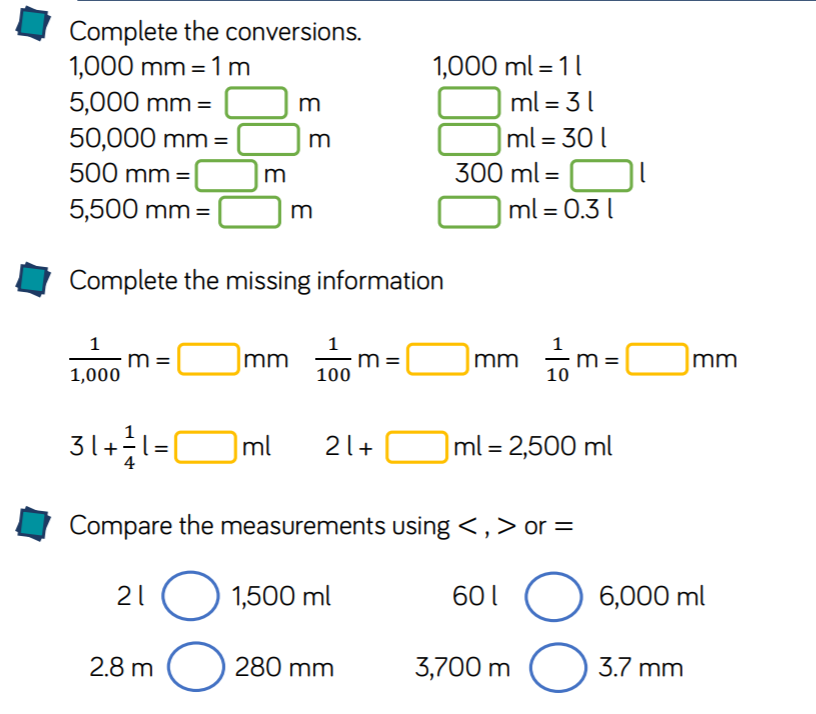 Complete the conversions.
1,000 mm = 1 m
5,000 mm = m
50,000 mm = m
500 mm = m
5,500 mm = m
1,000 ml = 1 l
ml = 3 l
ml = 30 l
300 ml = l
ml = 0.3 l
Complete the missing information
1/1,000 m = mm 1/100 m = mm 1/10 m = mm
3 l + 1/4 l = ml 2 l + ml = 2,500 ml
Compare the measurements using < , > or =
2 l 1,500 ml 60 l 6,000 ml
2.8 m 280 mm 3,700 m 3.7 mm